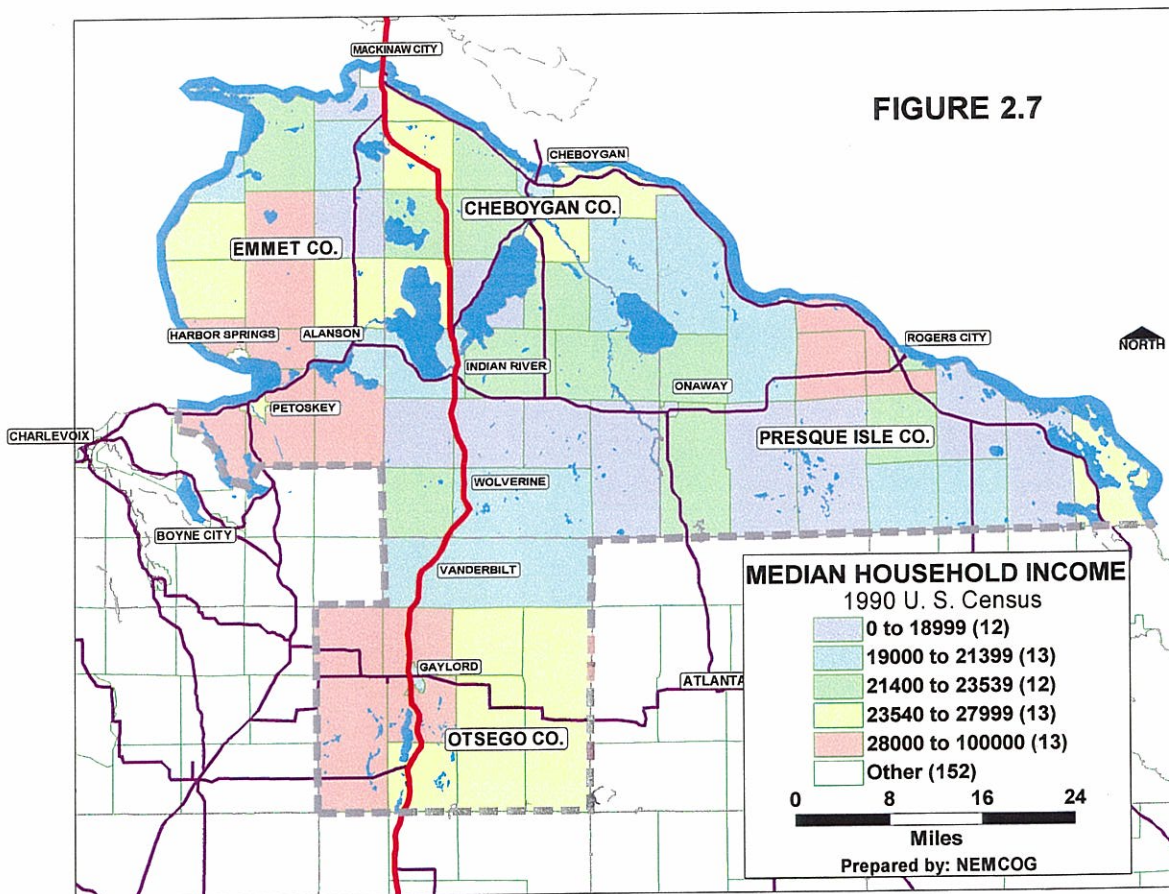 MACKINAW CITY
FIGURE 2.7
CHEBOYGAN
CHEBOYGAN CO.
EMMET CO.
HARBOR SPRINGS
ALANSON
ROGERS CITY
NORTH
INDIAN RIVER
ONAWAY
PETOSKEY
CHARLEVOIX
PRESQUE ISLE CO.
WOLVERINE
BOYNE CITY
VANDERBILT
GAYLORD
ATLANTA
OTSEGO CO.
MEDIAN HOUSEHOLD INCOME
1990 U. S. Census
0 to 18999 (12)
19000 to 21399 (13)
21400 to 23539 (12)
23540 to 27999 (13)
28000 to 100000 (13)
Other (152)
0 8 16 24
Miles
Prepared by: NEMCOG